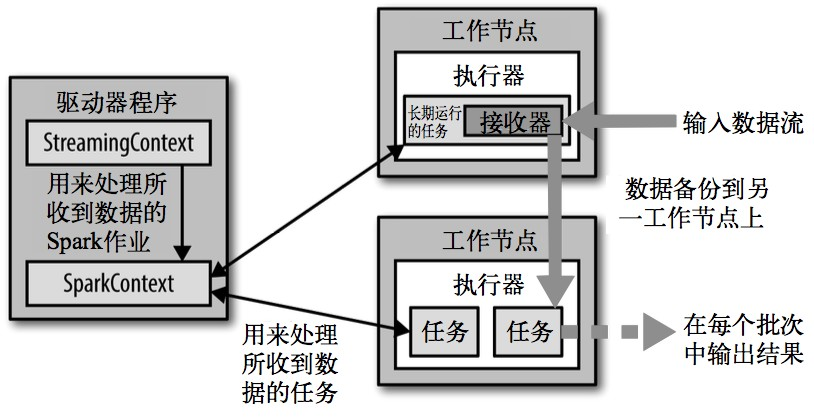 驱动器程序
StreamingContext
用来处理所
收到数据的
Spark作业
SparkContext
工作节点
执行器
长期运行
的任务
接收器
输入数据流
数据备份到另
一工作节点上
工作节点
执行器
任务
任务
用来处理
所收到数
据的任务
在每个批次
中输出结果